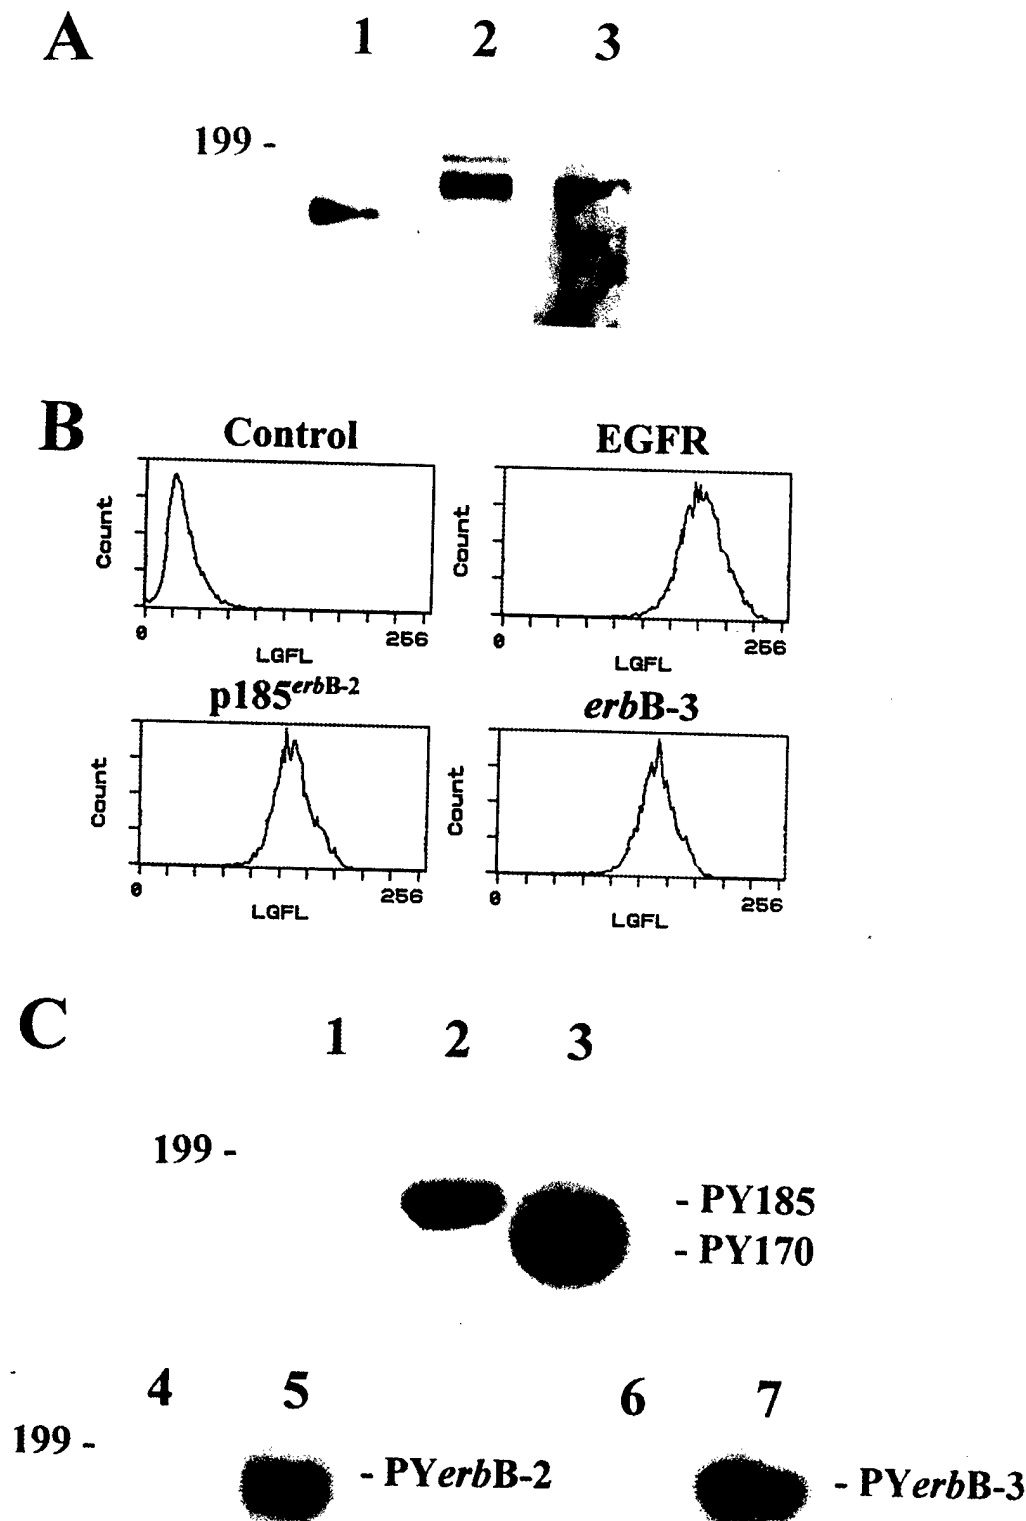 A 1 2 3
199 -
B
Control EGFR
Count Count
0 256 0 256
LGFL LGFL
p185erbB-2 erbB-3
Count Count
0 256 0 256
LGFL LGFL
C 1 2 3
199 -
- PY185
- PY170
4 5 6 7
199 -
- PYerbB-2 - PYerbB-3